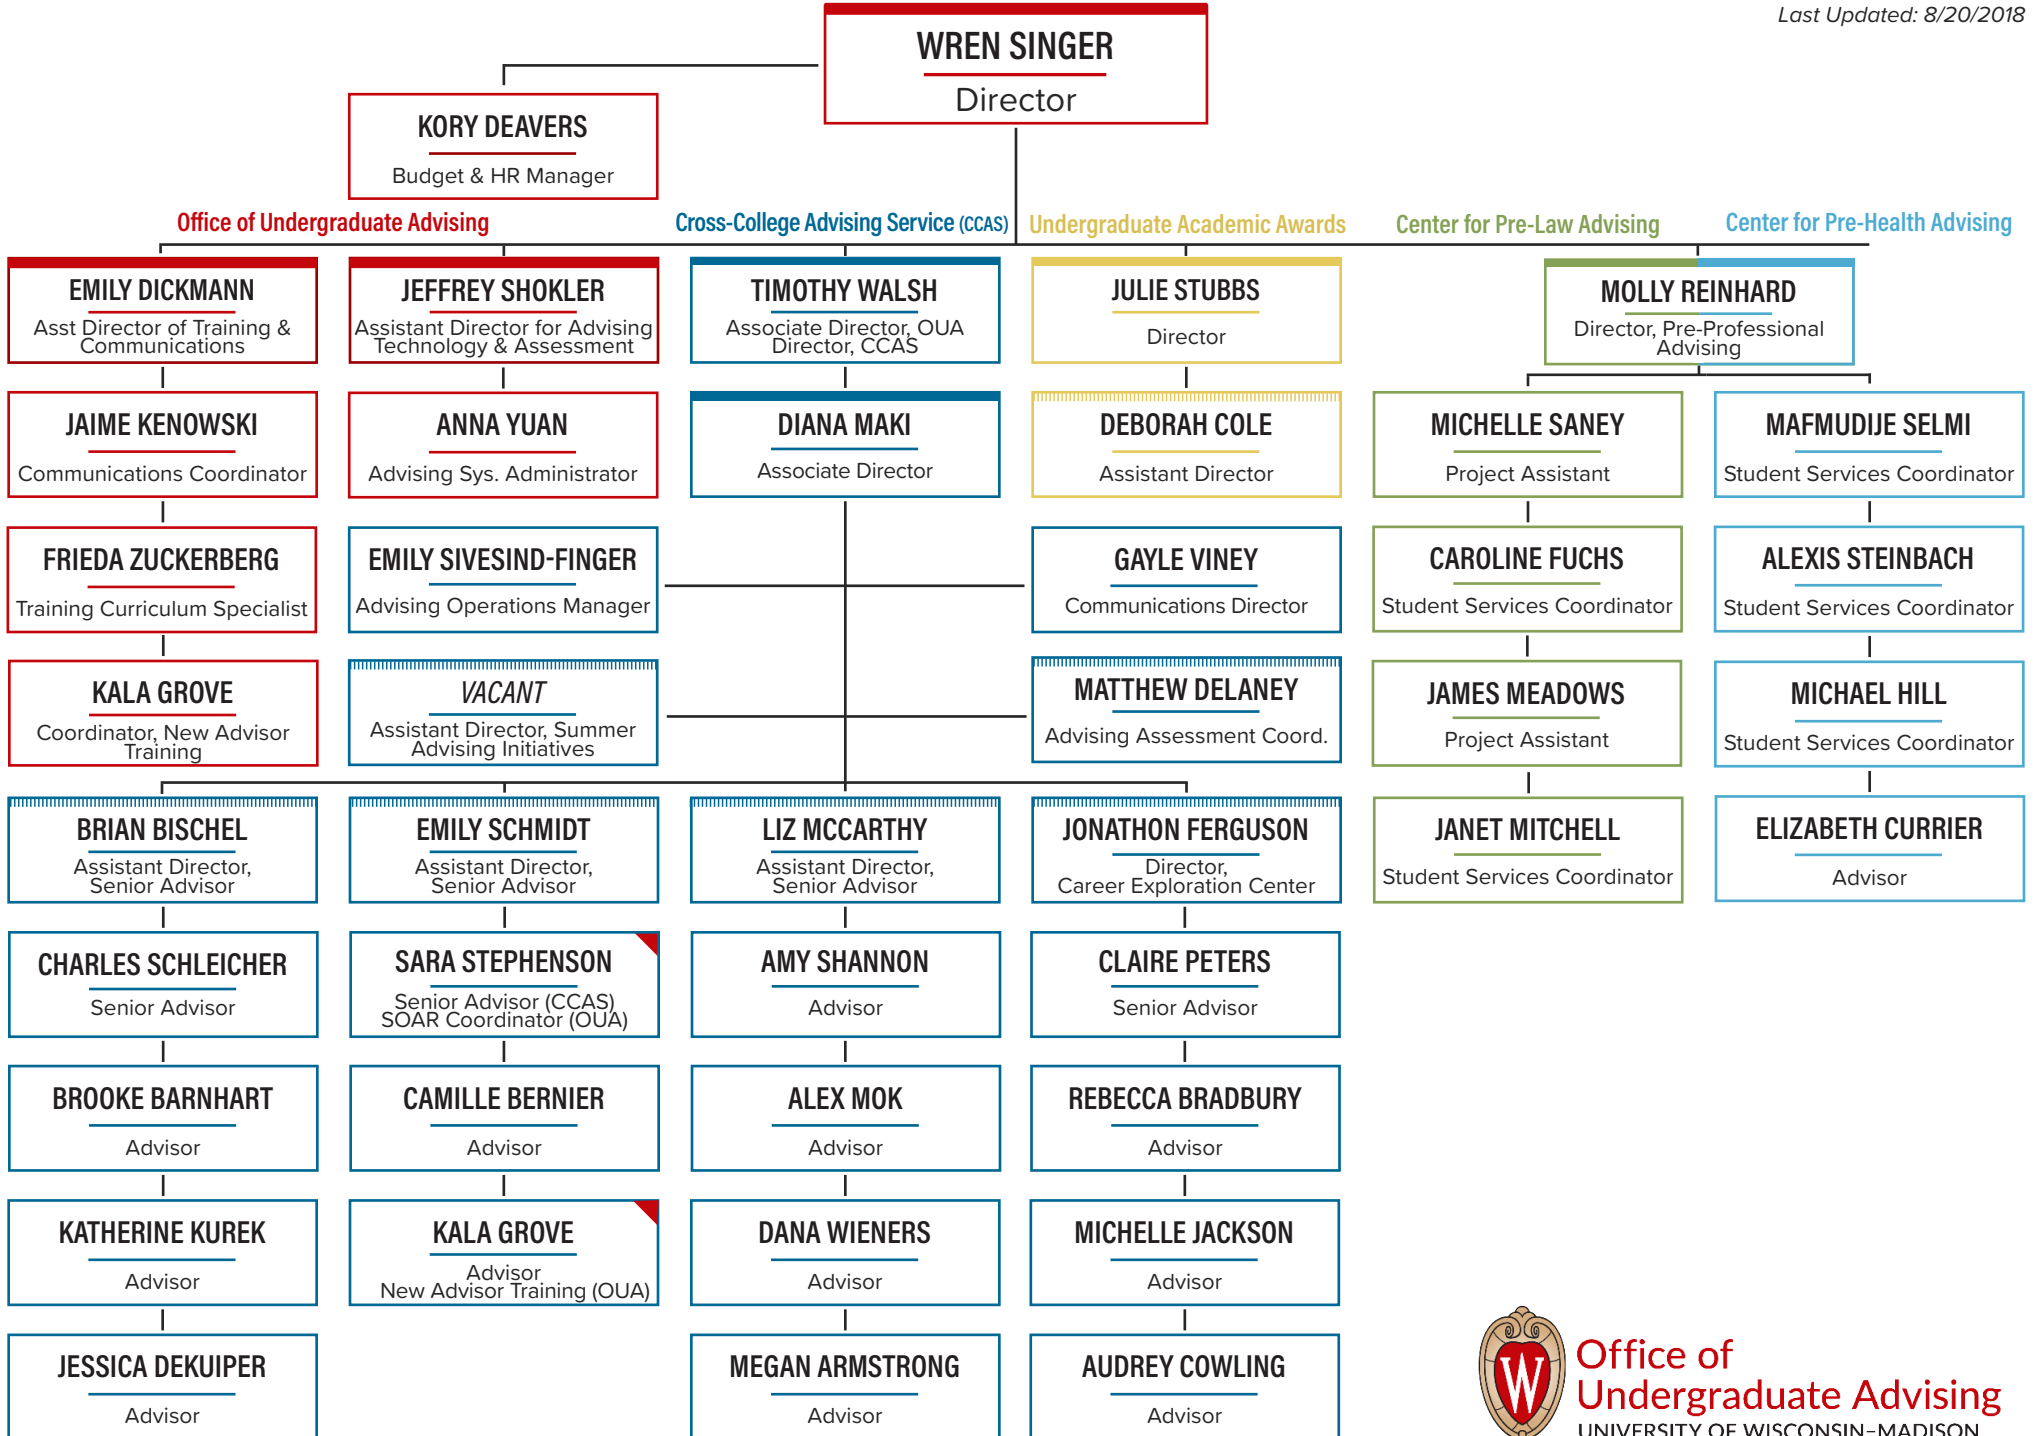 Last Updated: 8/20/2018
WREN SINGER
Director
KORY DEAVERS
Budget & HR Manager
Office of Undergraduate Advising
Cross-College Advising Service (CCAS)
Undergraduate Academic Awards
Center for Pre-Law Advising
Center for Pre-Health Advising
EMILY DICKMANN
Asst Director of Training &
Communications
JEFFREY SHOKLER
Assistant Director for Advising
Technology & Assessment
TIMOTHY WALSH
Associate Director, OUA
Director, CCAS
JULIE STUBBS
Director
MOLLY REINHARD
Director, Pre-Professional
Advising
JAIME KENOWSKI
Communications Coordinator
ANNA YUAN
Advising Sys. Administrator
DIANA MAKI
Associate Director
DEBORAH COLE
Assistant Director
MICHELLE SANEY
Project Assistant
MAFMUDIJE SELMI
Student Services Coordinator
FRIEDA ZUCKERBERG
Training Curriculum Specialist
EMILY SIVESIND-FINGER
Advising Operations Manager
GAYLE VINEY
Communications Director
CAROLINE FUCHS
Student Services Coordinator
ALEXIS STEINBACH
Student Services Coordinator
KALA GROVE
Coordinator, New Advisor
Training
VACANT
Assistant Director, Summer
Advising Initiatives
MATTHEW DELANEY
Advising Assessment Coord.
JAMES MEADOWS
Project Assistant
MICHAEL HILL
Student Services Coordinator
BRIAN BISCHEL
Assistant Director,
Senior Advisor
EMILY SCHMIDT
Assistant Director,
Senior Advisor
LIZ MCCARTHY
Assistant Director,
Senior Advisor
JONATHON FERGUSON
Director,
Career Exploration Center
JANET MITCHELL
Student Services Coordinator
ELIZABETH CURRIER
Advisor
CHARLES SCHLEICHER
Senior Advisor
SARA STEPHENSON
Senior Advisor (CCAS)
SOAR Coordinator (OUA)
AMY SHANNON
Advisor
CLAIRE PETERS
Senior Advisor
BROOKE BARNHART
Advisor
CAMILLE BERNIER
Advisor
ALEX MOK
Advisor
REBECCA BRADBURY
Advisor
KATHERINE KUREK
Advisor
KALA GROVE
Advisor
New Advisor Training (OUA)
DANA WIENERS
Advisor
MICHELLE JACKSON
Advisor
JESSICA DEKUIPER
Advisor
MEGAN ARMSTRONG
Advisor
AUDREY COWLING
Advisor
W
Office of
Undergraduate Advising
UNIVERSITY OF WISCONSIN–MADISON